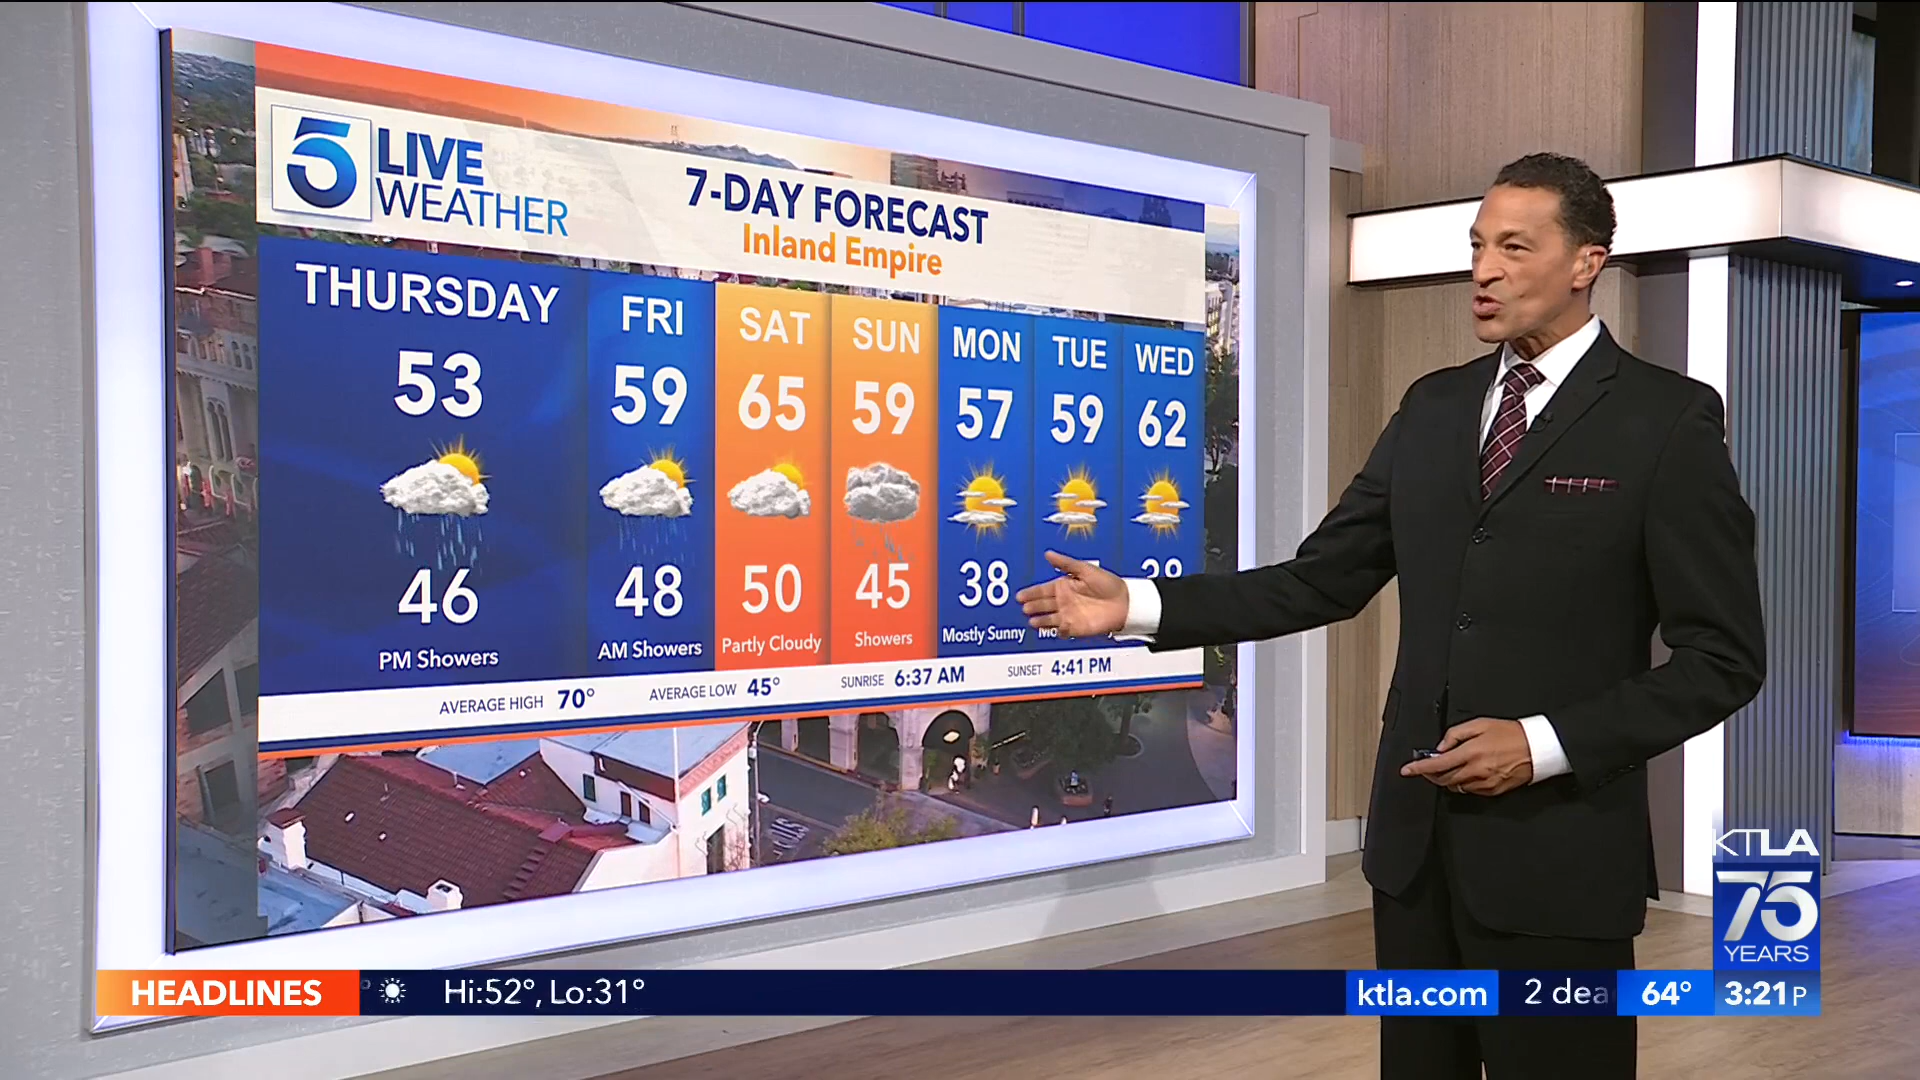 5 LIVE
WEATHER
7-DAY FORECAST
Inland Empire
THURSDAY
53
46
PM Showers
FRI
59
48
AM Showers
SAT
65
50
Partly Cloudy
SUN
59
45
Showers
MON
57
38
Mostly Sunny
TUE
59
WED
62
AVERAGE HIGH 70°
AVERAGE LOW 45°
SUNRISE 6:37 AM
SUNSET 4:41 PM
KTLA
75
YEARS
HEADLINES
Hi:52°, Lo:31°
ktla.com
2
64°
3:21P